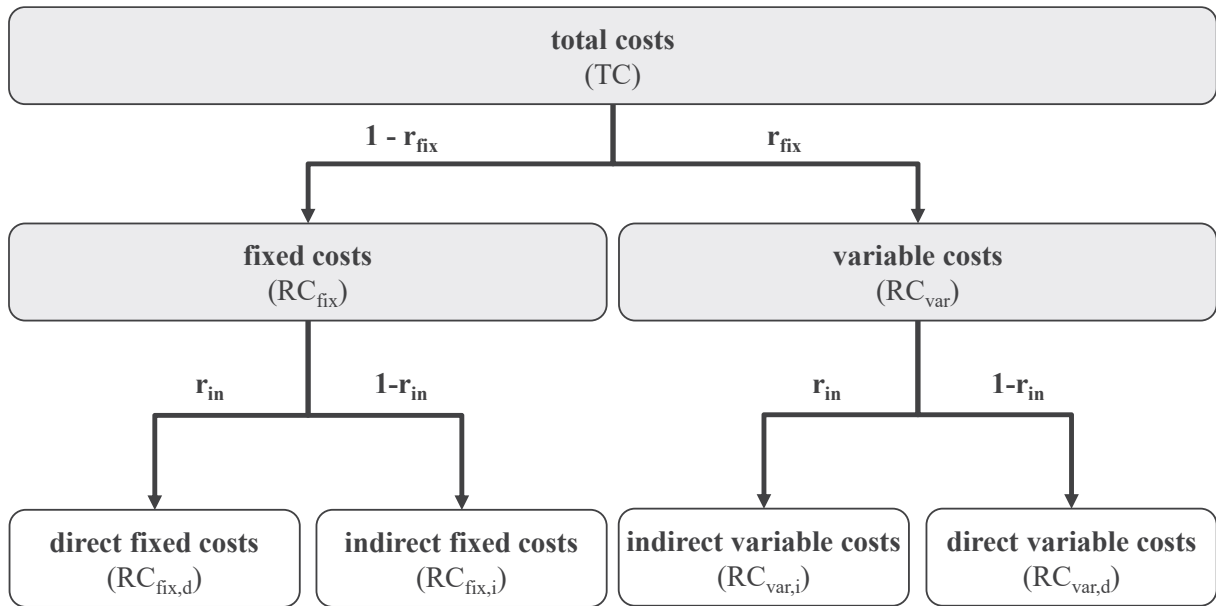 total costs
(TC)
1 - r_fix
r_fix
fixed costs
(RC_fix)
variable costs
(RC_var)
r_in
1-r_in
r_in
1-r_in
direct fixed costs
(RC_fix,d)
indirect fixed costs
(RC_fix,i)
indirect variable costs
(RC_var,i)
direct variable costs
(RC_var,d)